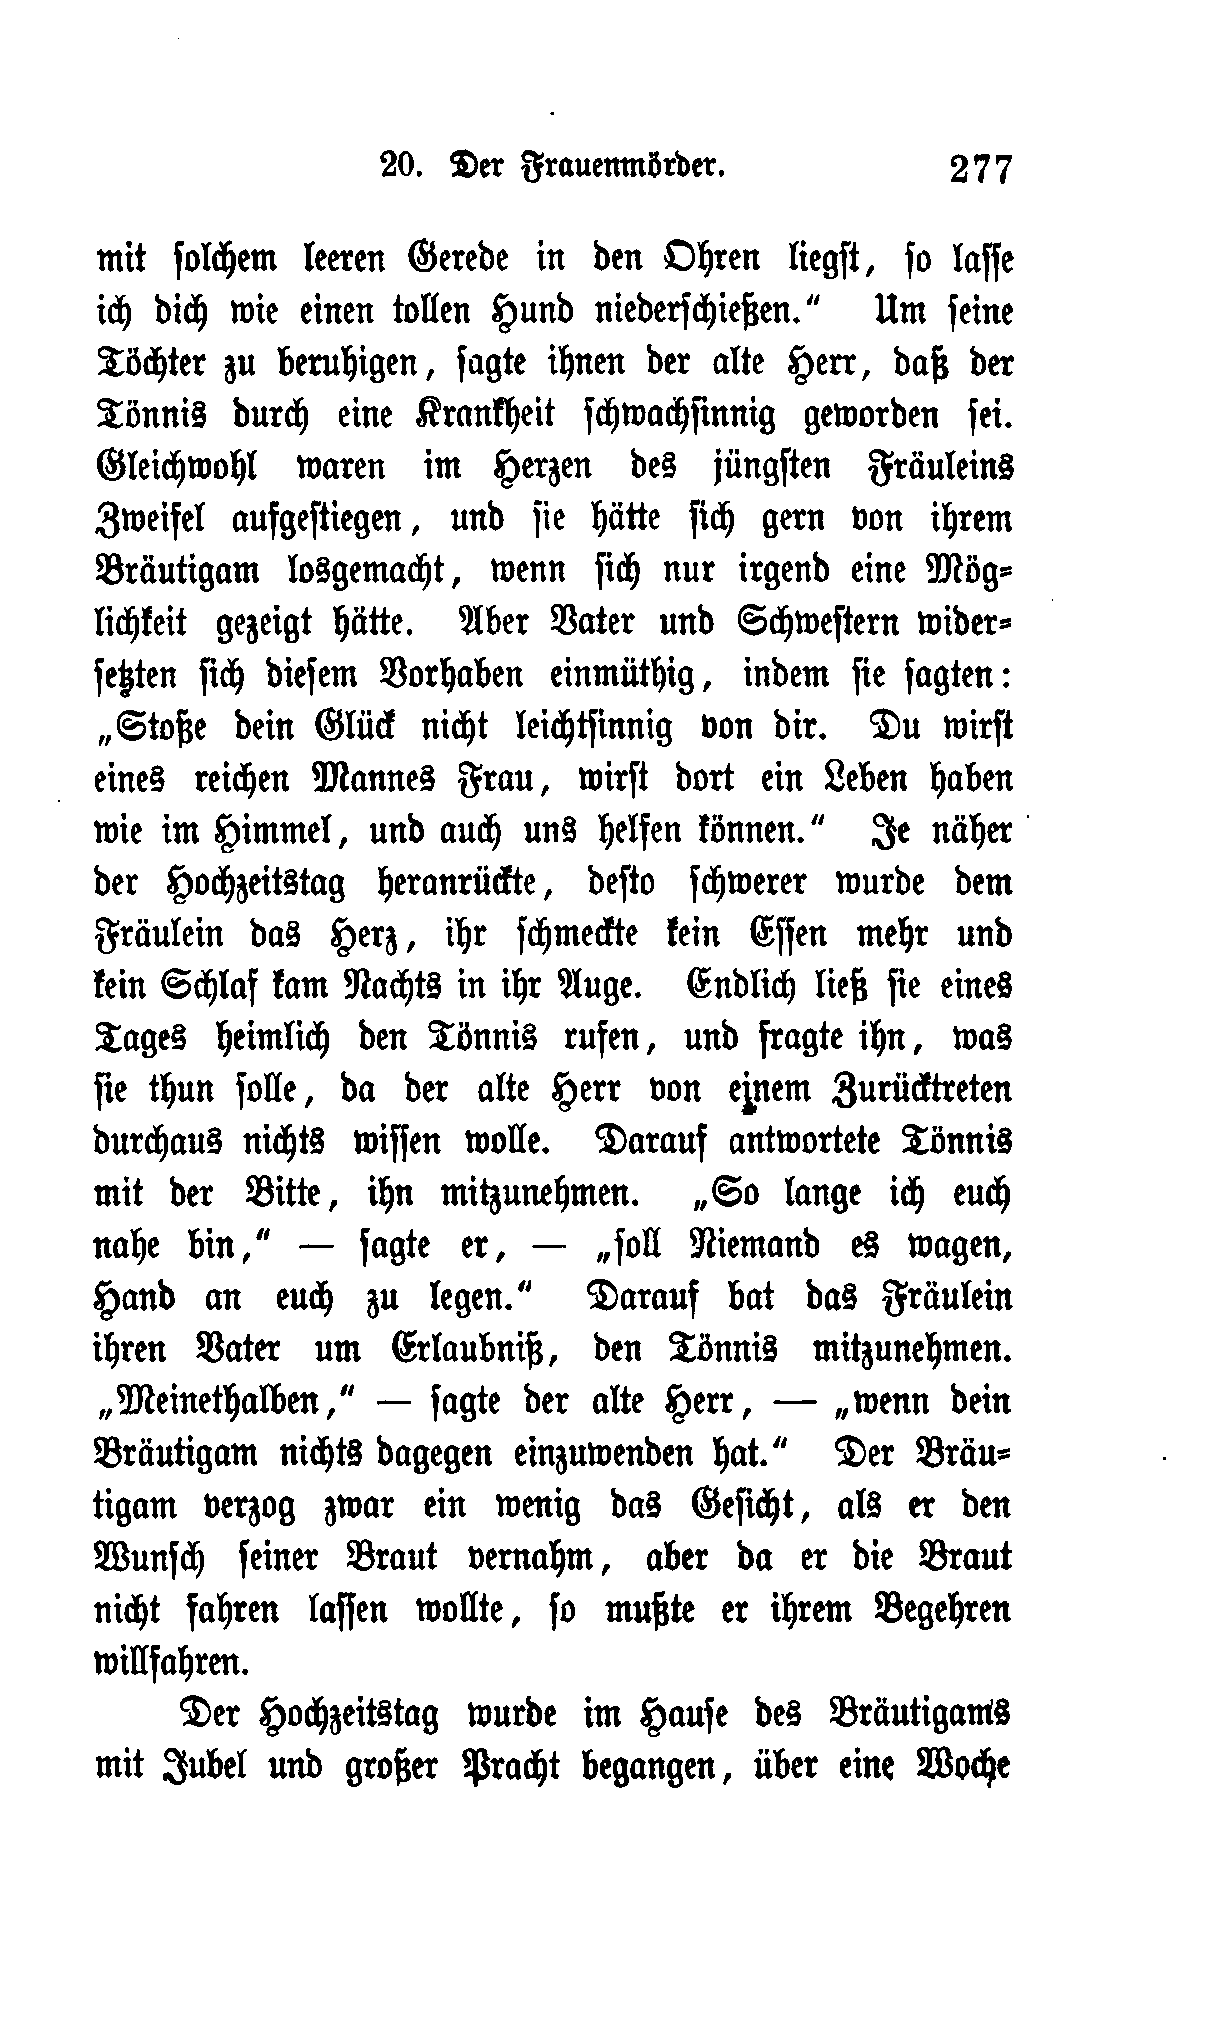 20. Der Frauenmörder. 277
mit solchem leeren Gerede in den Ohren liegst, so lasse
ich dich wie einen tollen Hund niederschießen.“ Um seine
Töchter zu beruhigen, sagte ihnen der alte Herr, daß der
Tönnis durch eine Krankheit schwachsinnig geworden sei.
Gleichwohl waren im Herzen des jüngsten Fräuleins
Zweifel aufgestiegen, und sie hätte sich gern von ihrem
Bräutigam losgemacht, wenn sich nur irgend eine Mög=
lichkeit gezeigt hätte. Aber Vater und Schwestern wider=
setzten sich diesem Vorhaben einmüthig, indem sie sagten:
„Stoße dein Glück nicht leichtsinnig von dir. Du wirst
eines reichen Mannes Frau, wirst dort ein Leben haben
wie im Himmel, und auch uns helfen können.“ Je näher
der Hochzeitstag heranrückte, desto schwerer wurde dem
Fräulein das Herz, ihr schmeckte kein Essen mehr und
kein Schlaf kam Nachts in ihr Auge. Endlich ließ sie eines
Tages heimlich den Tönnis rufen, und fragte ihn, was
sie thun solle, da der alte Herr von einem Zurücktreten
durchaus nichts wissen wolle. Darauf antwortete Tönnis
mit der Bitte, ihn mitzunehmen. „So lange ich euch
nahe bin,“ — sagte er, — „soll Niemand es wagen,
Hand an euch zu legen.“ Darauf bat das Fräulein
ihren Vater um Erlaubniß, den Tönnis mitzunehmen.
„Meinethalben,“ — sagte der alte Herr, — „wenn dein
Bräutigam nichts dagegen einzuwenden hat.“ Der Bräu=
tigam verzog zwar ein wenig das Gesicht, als er den
Wunsch seiner Braut vernahm, aber da er die Braut
nicht fahren lassen wollte, so mußte er ihrem Begehren
willfahren.
Der Hochzeitstag wurde im Hause des Bräutigams
mit Jubel und großer Pracht begangen, über eine Woche